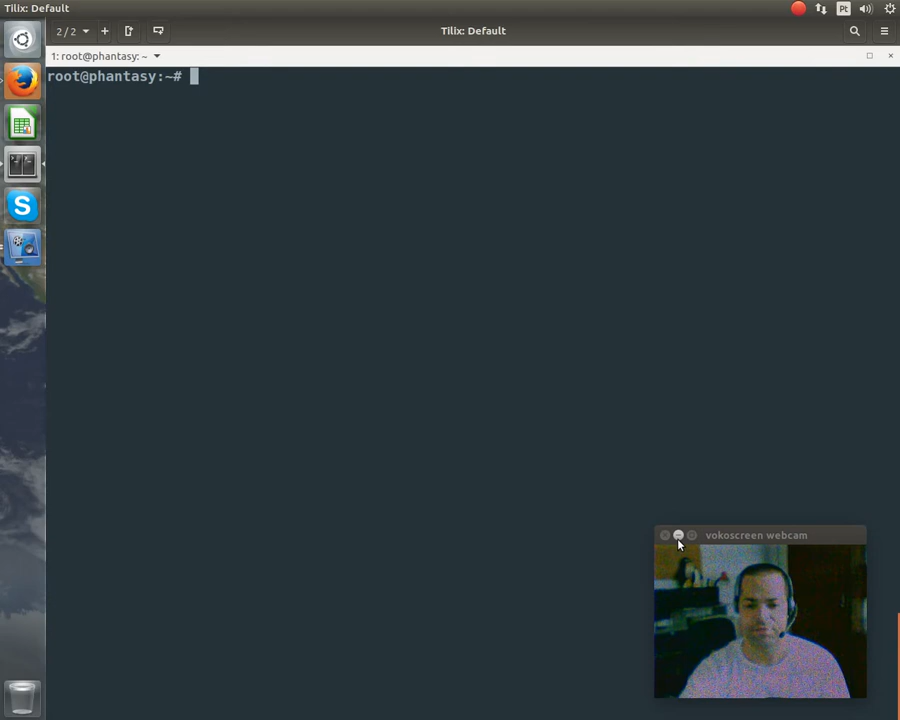 Tilix: Default
Pt
2/2
Tilix: Default
1: root@phantasy: ~
root@phantasy:~#
S
vokoscreen webcam